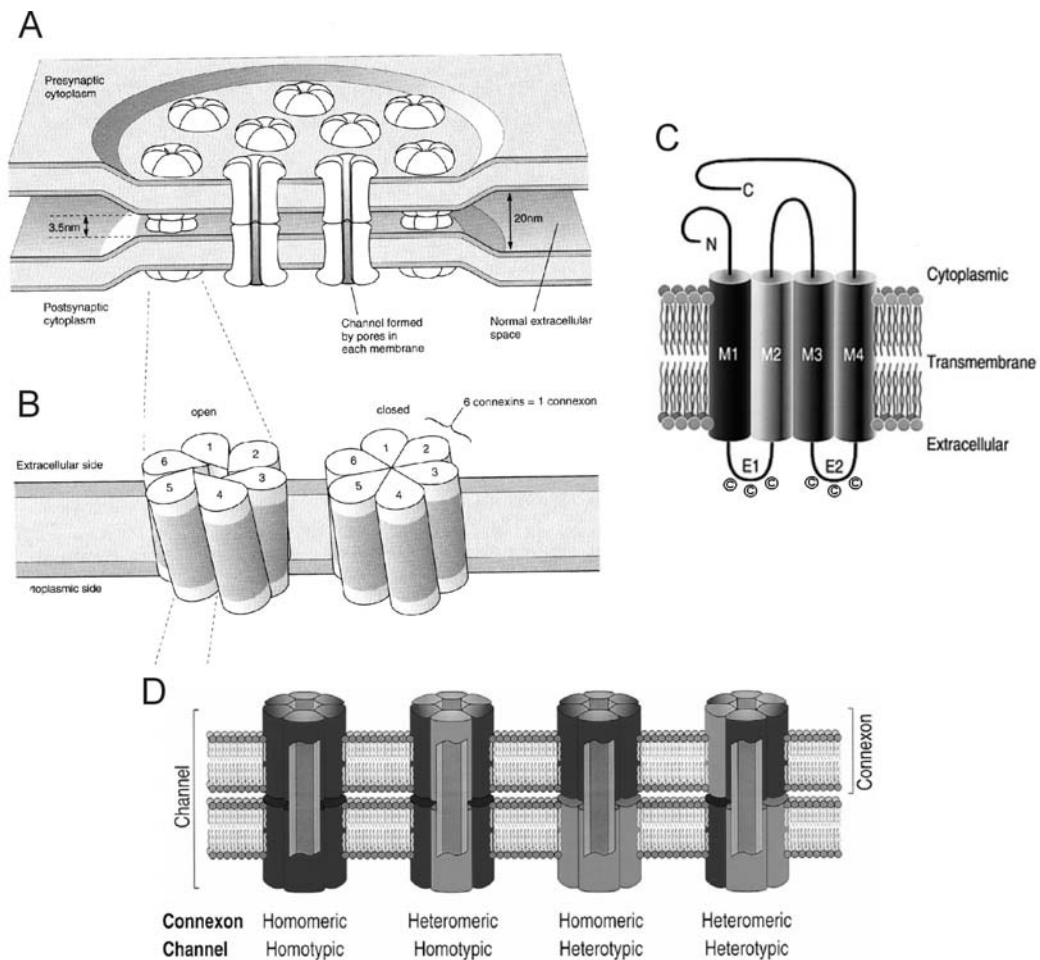 A
Presynaptic
cytoplasm
3.5nm
20nm
Postsynaptic
cytoplasm
Channel formed
by pores in
each membrane
Normal extracellular
space
C
C
N
Cytoplasmic
M1 M2 M3 M4
Transmembrane
Extracellular
E1 E2
© © © © © ©
B
open
closed
6 connexins = 1 connexon
Extracellular side
1 2 3 4 5 6
1 2 3 4 5 6
toplasmic side
D
Channel
Connexon
Connexon Homomeric Heteromeric Homomeric Heteromeric
Channel Homotypic Homotypic Heterotypic Heterotypic